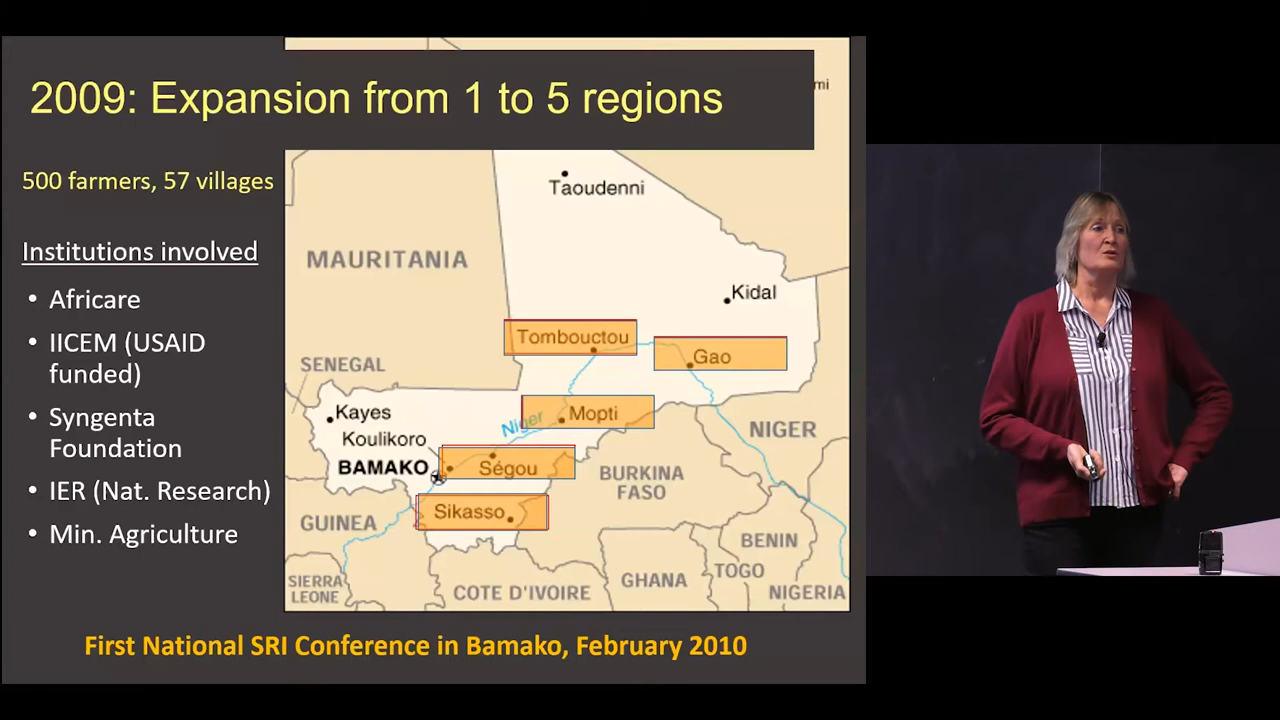 2009: Expansion from 1 to 5 regions
mi
500 farmers, 57 villages
Institutions involved
• Africare
• IICEM (USAID
funded)
• Syngenta
Foundation
• IER (Nat. Research)
• Min. Agriculture
Taoudenni
MAURITANIA
Kidal
Tombouctou
Gao
SENEGAL
Kayes
Niger
Mopti
Koulikoro
NIGER
BAMAKO
Ségou
BURKINA
FASO
Sikasso
GUINEA
BENIN
TOGO
SIERRA
LEONE
COTE D'IVOIRE
GHANA
NIGERIA
First National SRI Conference in Bamako, February 2010